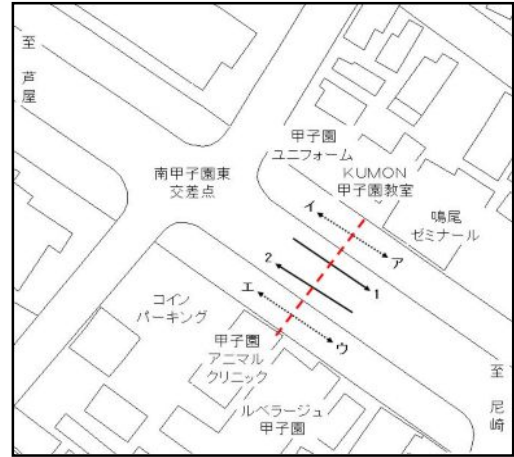 至
芦
屋
甲子園
ユニフォーム
南甲子園東
交差点
KUMON
甲子園教室
鳴尾
ゼミナール
イ
ア
2
1
エ
ウ
コイン
パーキング
甲子園
アニマル
クリニック
ルベラージュ
甲子園
至
尼
崎